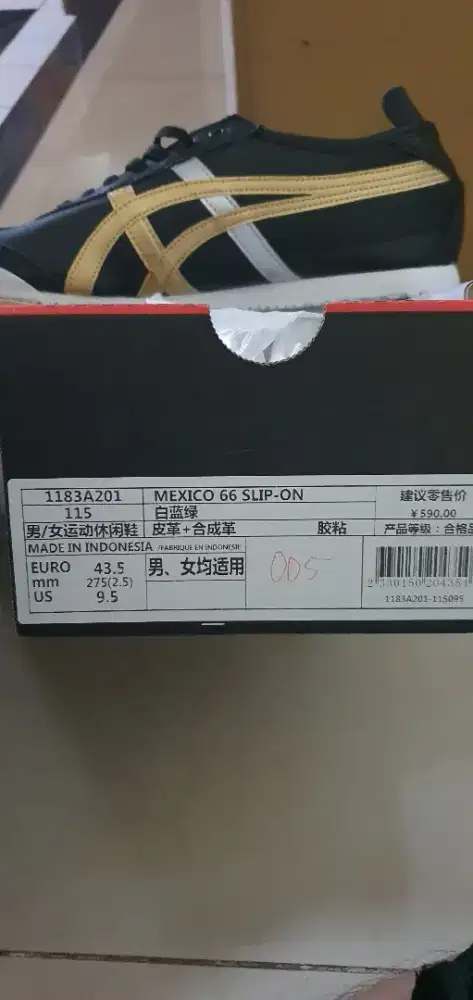 1183A201 MEXICO 66 SLIP-ON 建议零售价
115 白蓝绿 ￥590.00
男/女运动休闲鞋 皮革+合成革 胶粘 产品等级：合格品
MADE IN INDONESIA /FABRIQUE EN INDONESIE
EURO 43.5 男、女均适用 005
mm 275(2.5)
US 9.5
1183A201-115095